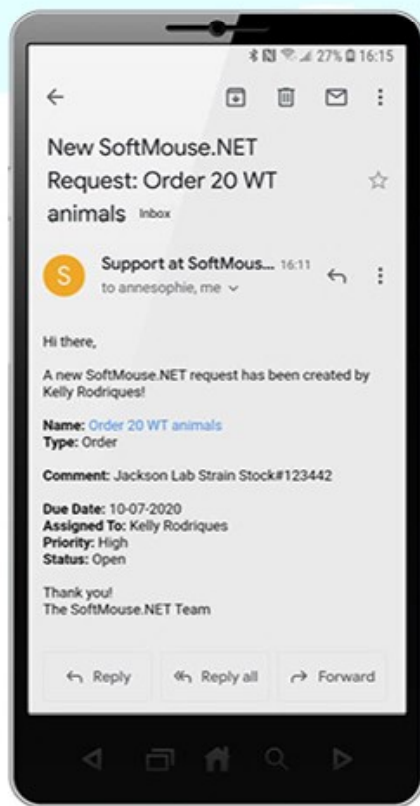 27% 16:15
New SoftMouse.NET
Request: Order 20 WT
animals Inbox
S
Support at SoftMous... 16:11
to annesophie, me
Hi there,
A new SoftMouse.NET request has been created by
Kelly Rodriques!
Name: Order 20 WT animals
Type: Order
Comment: Jackson Lab Strain Stock#123442
Due Date: 10-07-2020
Assigned To: Kelly Rodriques
Priority: High
Status: Open
Thank you!
The SoftMouse.NET Team
Reply Reply all Forward